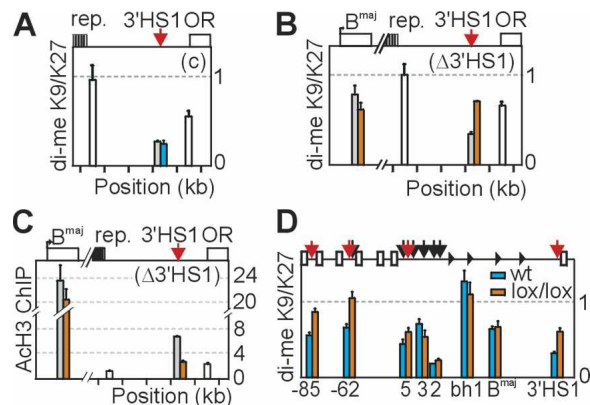 A
rep. 3'HS1 OR
di-me K9/K27
(c)
1
0
Position (kb)
B
B maj rep. 3'HS1 OR
di-me K9/K27
(Δ3'HS1)
1
0
Position (kb)
C
B maj rep. 3'HS1 OR
AcH3 ChIP
(Δ3'HS1)
24
20
8
4
0
Position (kb)
D
di-me K9/K27
wt
lox/lox
1
0
-85 -62 5 3 2 bh1 B maj 3'HS1